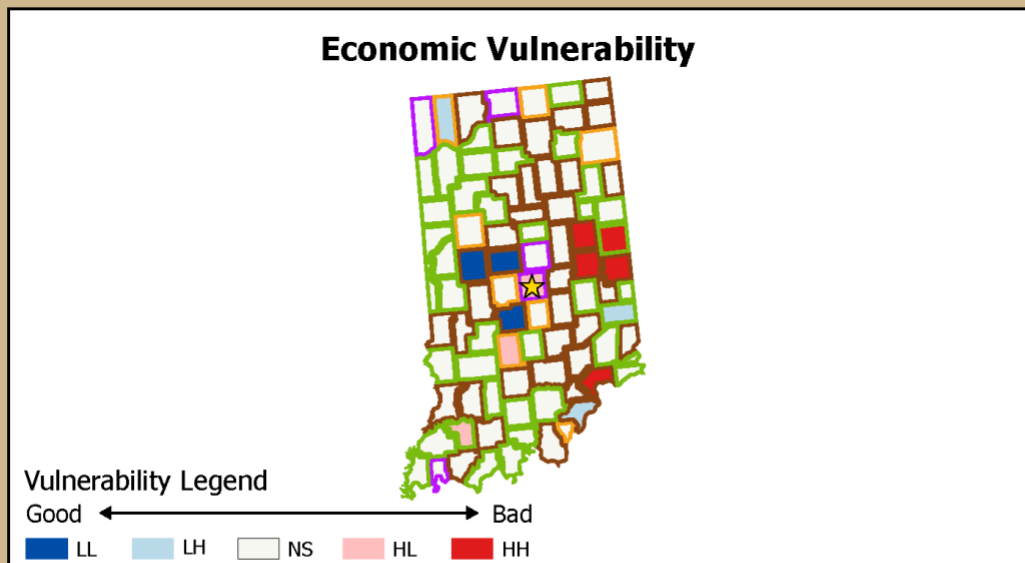 Economic Vulnerability
Vulnerability Legend
Good Bad
LL LH NS HL HH